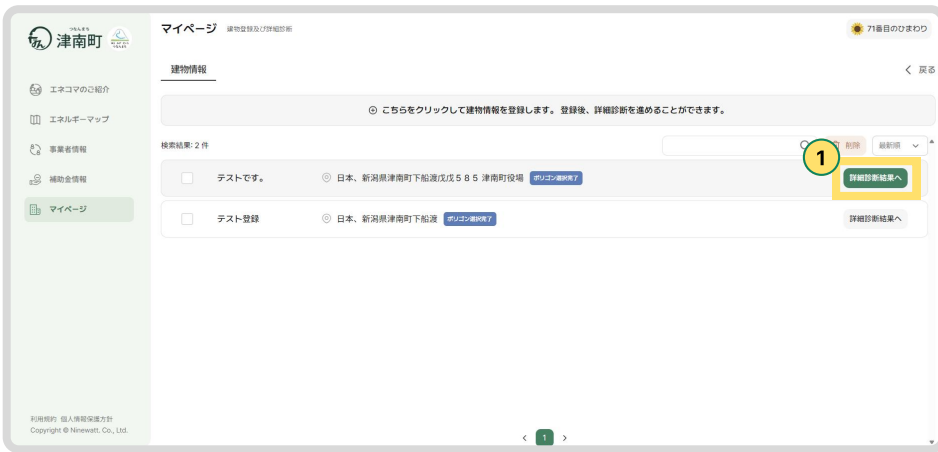 つなんまち
津南町
マイページ 建物登録及び詳細診断
71番目のひまわり
建物情報
戻る
エネコマのご紹介
エネルギーマップ
事業者情報
補助金情報
マイページ
こちらをクリックして建物情報を登録します。 登録後、詳細診断を進めることができます。
検索結果: 2 件
削除
最新順
1
テストです。
日本、新潟県津南町下船渡戊戊585 津南町役場
ポリゴン選択完了
詳細診断結果へ
テスト登録
日本、新潟県津南町下船渡
ポリゴン選択完了
詳細診断結果へ
利用規約 個人情報保護方針
Copyright © Ninewatt. Co., Ltd.
1